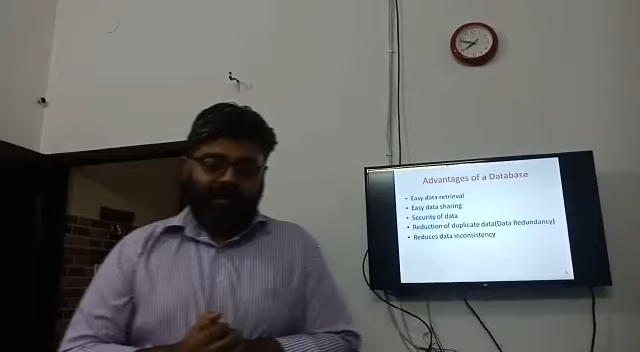 Advantages of a Database
• Easy data retrieval
• Easy data sharing
• Security of data
• Reduction of duplicate data(Data Redundancy)
• Reduces data inconsistency